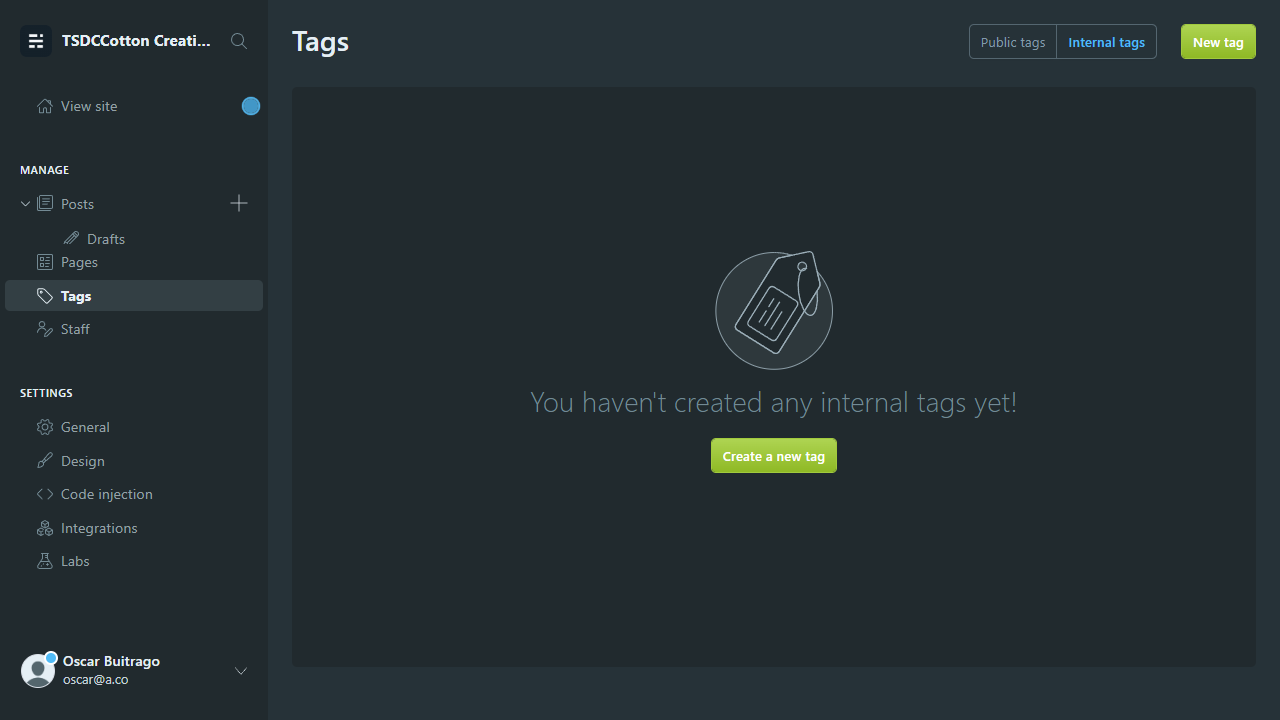 TSDCCotton Creati...
View site
MANAGE
Posts
Drafts
Pages
Tags
Staff
SETTINGS
General
Design
Code injection
Integrations
Labs
Oscar Buitrago
oscar@a.co
Tags
Public tags
Internal tags
New tag
You haven't created any internal tags yet!
Create a new tag